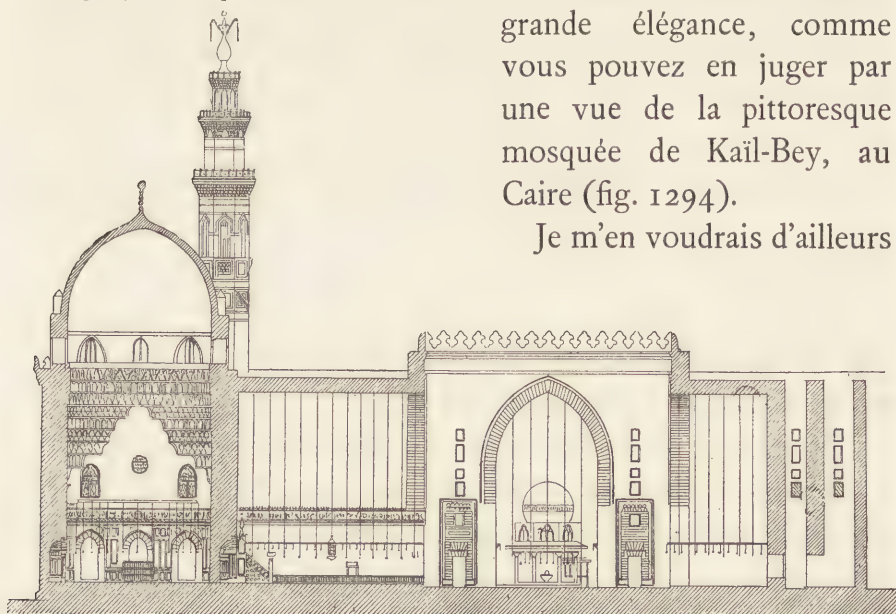 grande élégance, comme
vous pouvez en juger par
une vue de la pittoresque
mosquée de Kaïl-Bey, au
Caire (fig. 1294).
Je m'en voudrais d'ailleurs